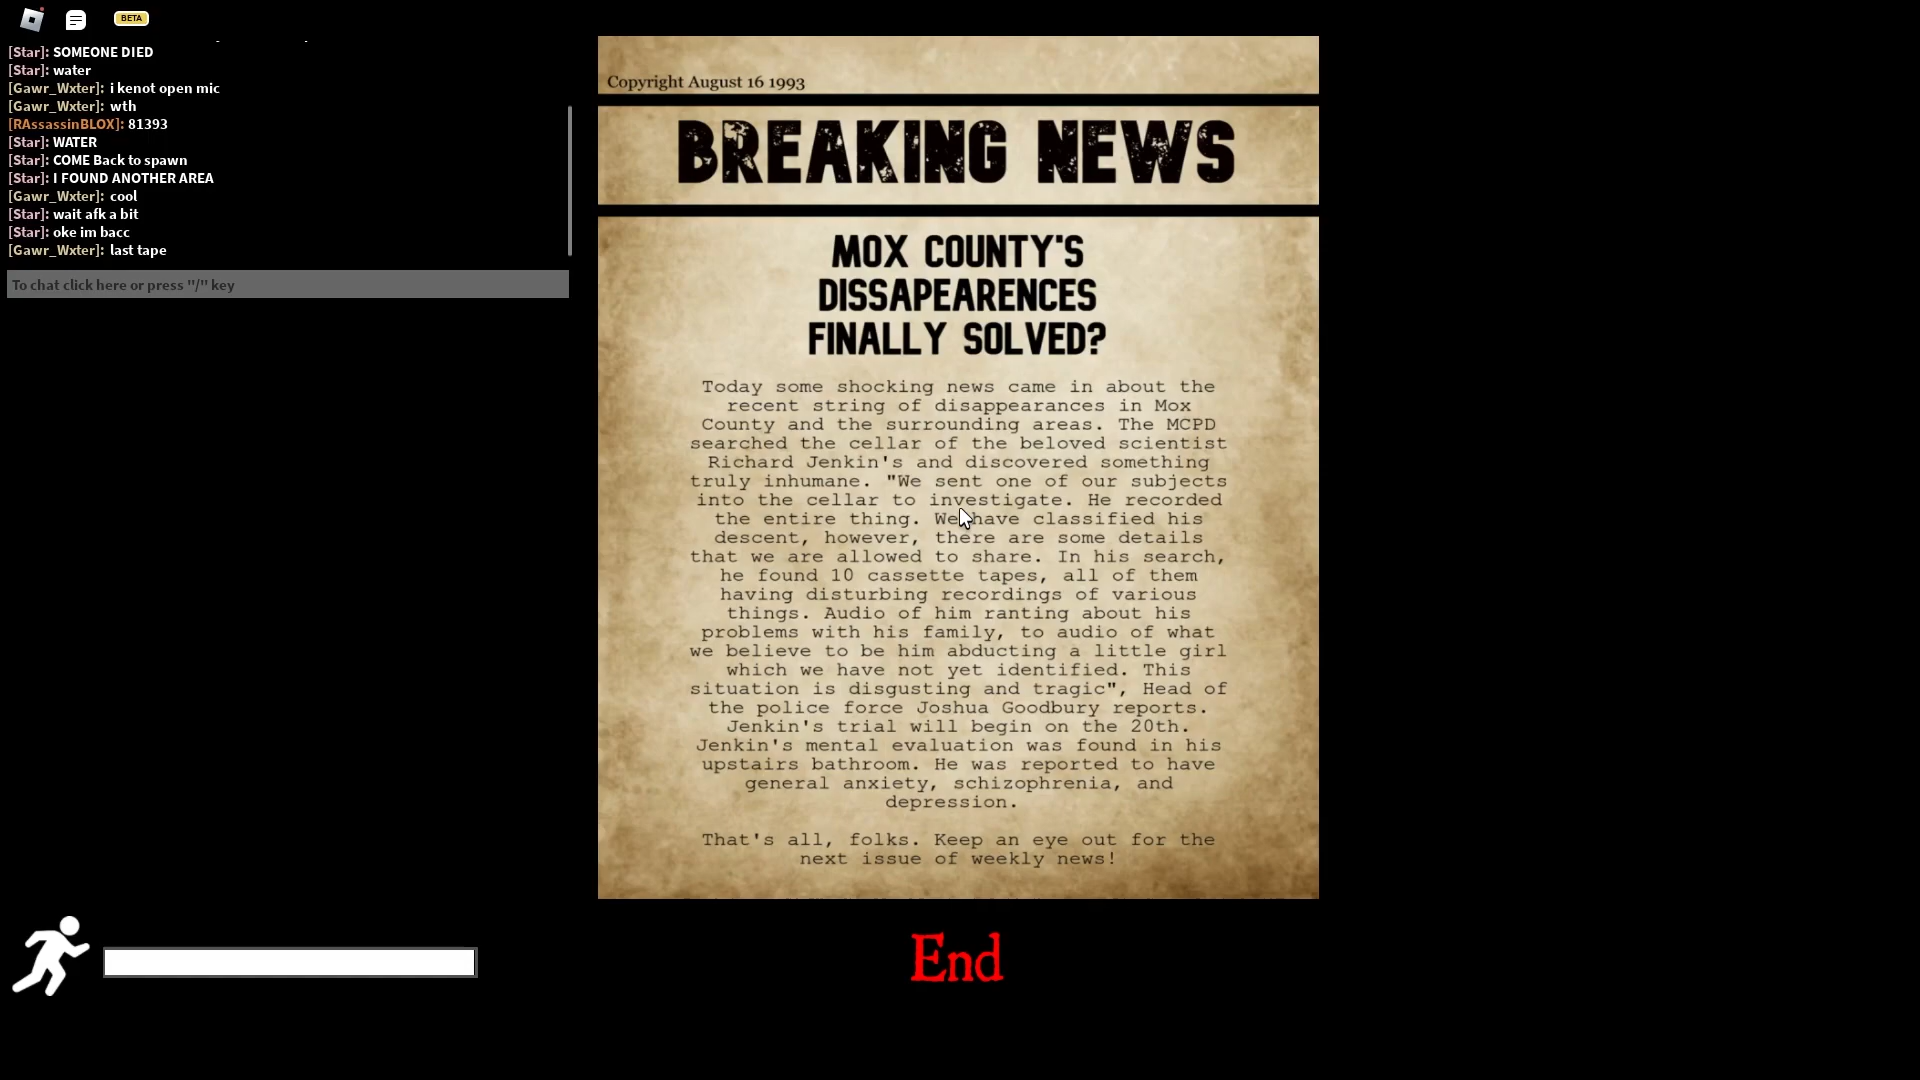 BETA
[Star]: SOMEONE DIED
[Star]: water
[Gawr_Wxter]: i kenot open mic
[Gawr_Wxter]: wth
[RAssassinBLOX]: 81393
[Star]: WATER
[Star]: COME Back to spawn
[Star]: I FOUND ANOTHER AREA
[Gawr_Wxter]: cool
[Star]: wait afk a bit
[Star]: oke im bacc
[Gawr_Wxter]: last tape
To chat click here or press "/" key
Copyright August 16 1993
BREAKING NEWS
MOX COUNTY'S
DISSAPEARENCES
FINALLY SOLVED?
Today some shocking news came in about the
recent string of disappearances in Mox
County and the surrounding areas. The MCPD
searched the cellar of the beloved scientist
Richard Jenkin's and discovered something
truly inhumane. "We sent one of our subjects
into the cellar to investigate. He recorded
the entire thing. We have classified his
descent, however, there are some details
that we are allowed to share. In his search,
he found 10 cassette tapes, all of them
having disturbing recordings of various
things. Audio of him ranting about his
problems with his family, to audio of what
we believe to be him abducting a little girl
which we have not yet identified. This
situation is disgusting and tragic", Head of
the police force Joshua Goodbury reports.
Jenkin's trial will begin on the 20th.
Jenkin's mental evaluation was found in his
upstairs bathroom. He was reported to have
general anxiety, schizophrenia, and
depression.
That's all, folks. Keep an eye out for the
next issue of weekly news!
End